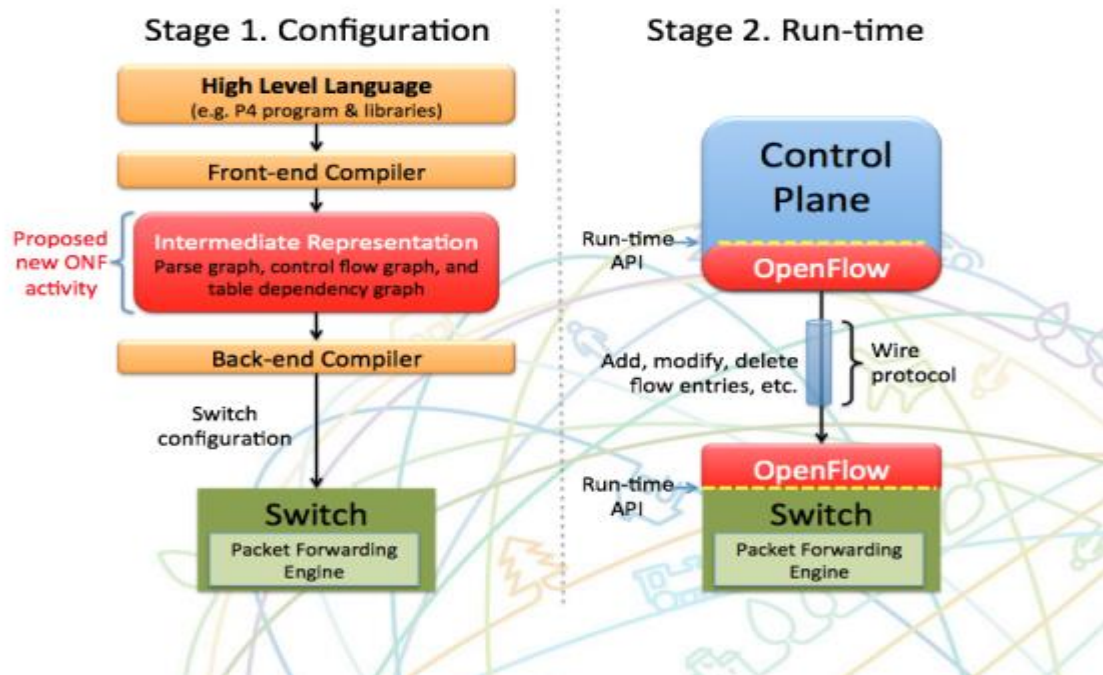 Stage 1. Configuration
High Level Language
(e.g. P4 program & libraries)
Front-end Compiler
Proposed
new ONF
activity
Intermediate Representation
Parse graph, control flow graph, and
table dependency graph
Back-end Compiler
Switch
configuration
Switch
Packet Forwarding
Engine
Stage 2. Run-time
Control
Plane
Run-time
API
OpenFlow
Add, modify, delete
flow entries, etc.
Wire
protocol
OpenFlow
Run-time
API
Switch
Packet Forwarding
Engine